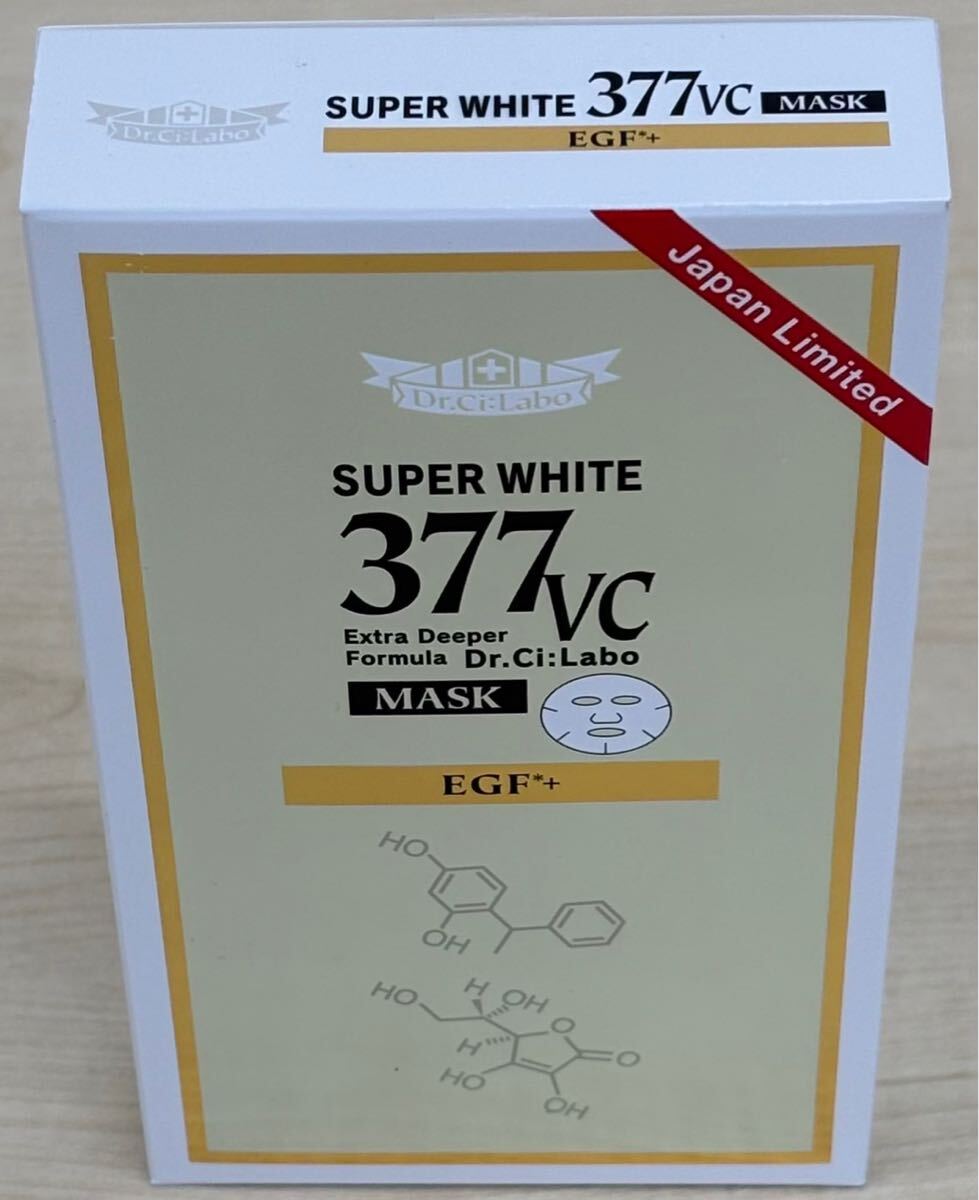 Dr.Ci:Labo
SUPER WHITE 377VC MASK
EGF*+
Japan Limited
Dr.Ci:Labo
SUPER WHITE
377VC
Extra Deeper
Formula Dr.Ci:Labo
MASK
EGF*+
HO
OH
HO
H
OH
O
H
O
HO
OH